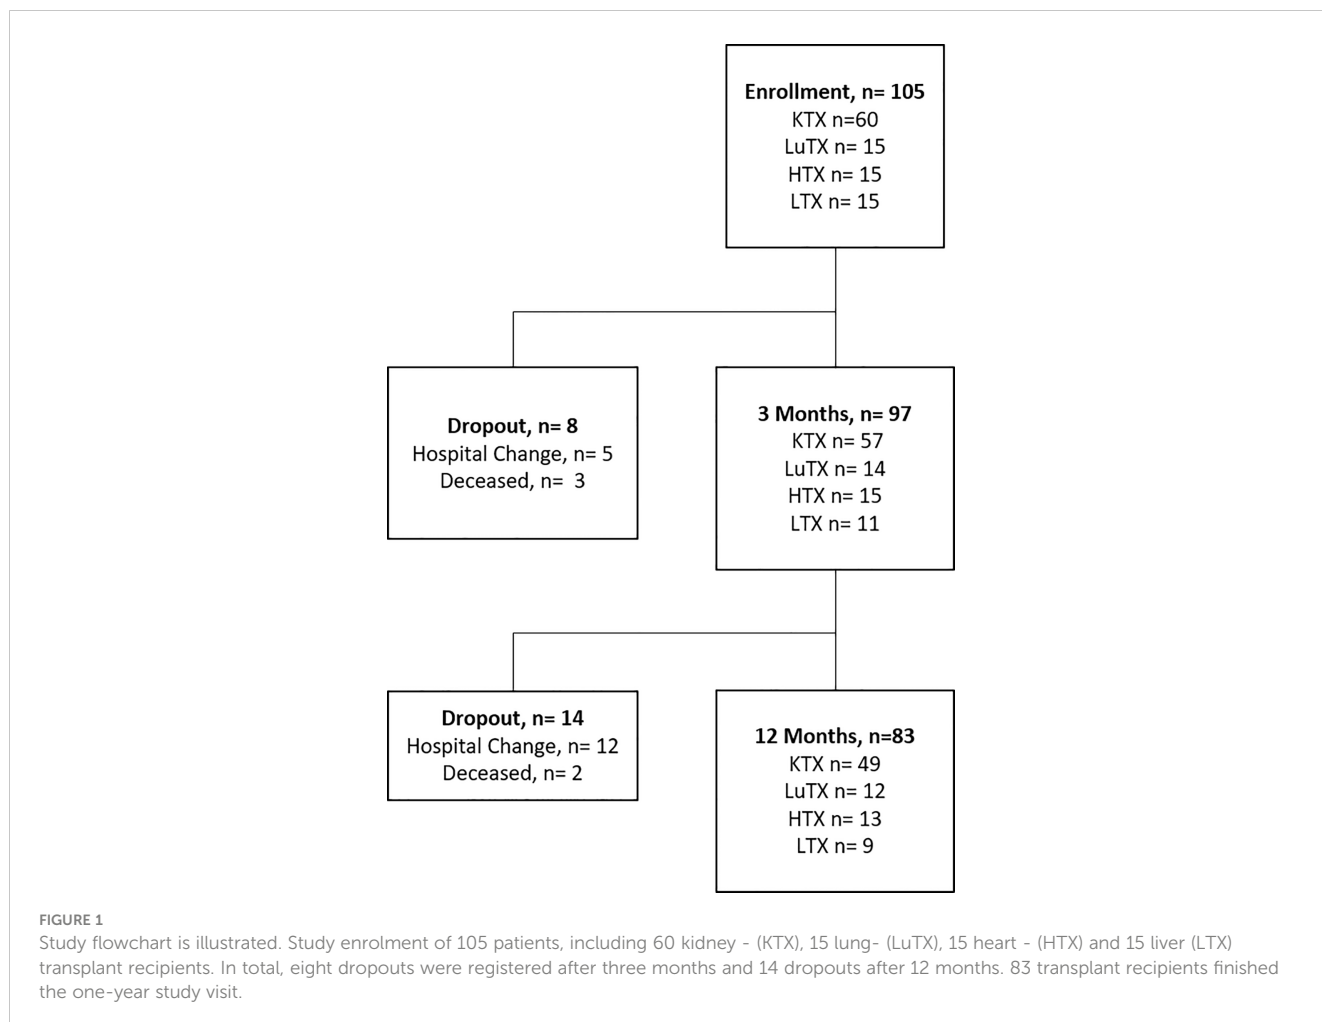 Enrollment, n= 105
KTX n=60
LuTX n= 15
HTX n= 15
LTX n= 15
Dropout, n= 8
Hospital Change, n= 5
Deceased, n=  3
3 Months, n= 97
KTX n= 57
LuTX n= 14
HTX n= 15
LTX n= 11
Dropout, n= 14
Hospital Change, n= 12
Deceased, n= 2
12 Months, n=83
KTX n= 49
LuTX n= 12
HTX n= 13
LTX n= 9
FIGURE 1
Study flowchart is illustrated. Study enrolment of 105 patients, including 60 kidney - (KTX), 15 lung- (LuTX), 15 heart - (HTX) and 15 liver (LTX)
transplant recipients. In total, eight dropouts were registered after three months and 14 dropouts after 12 months. 83 transplant recipients finished
the one-year study visit.